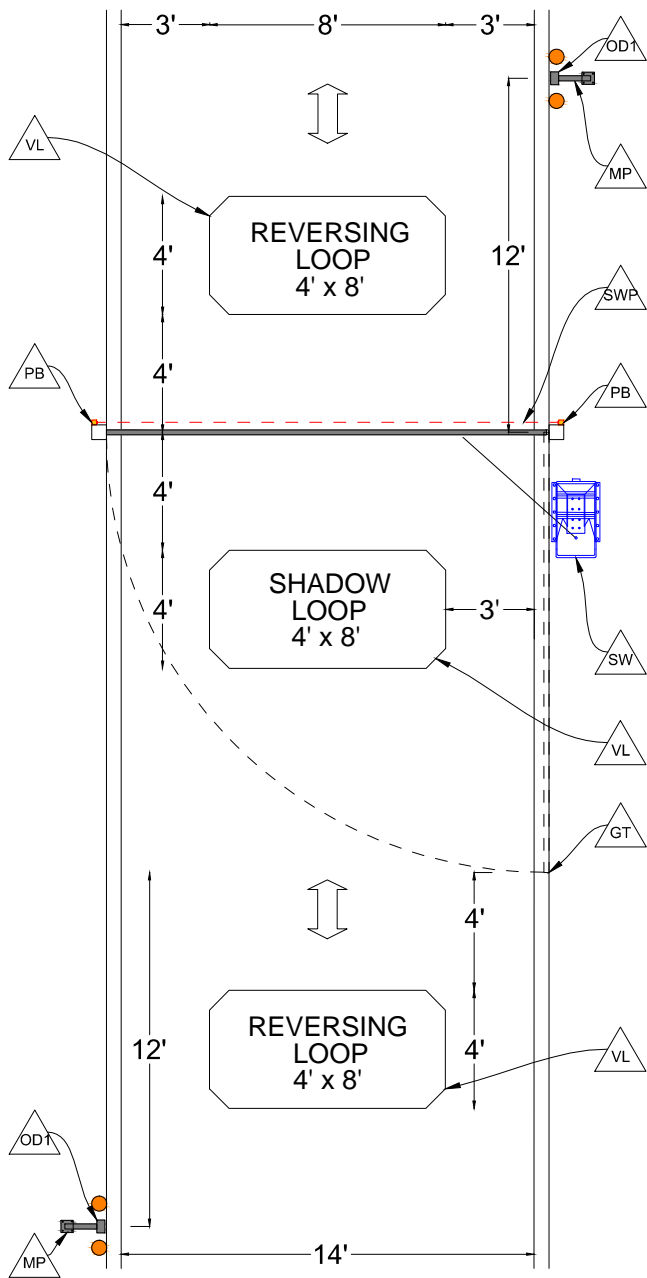 3'
8'
3'
OD1
VL
MP
REVERSING
LOOP
4' x 8'
4'
12'
SWP
4'
PB
PB
4'
SHADOW
LOOP
4' x 8'
4'
3'
SW
VL
GT
4'
REVERSING
LOOP
4' x 8'
12'
4'
VL
OD1
MP
14'